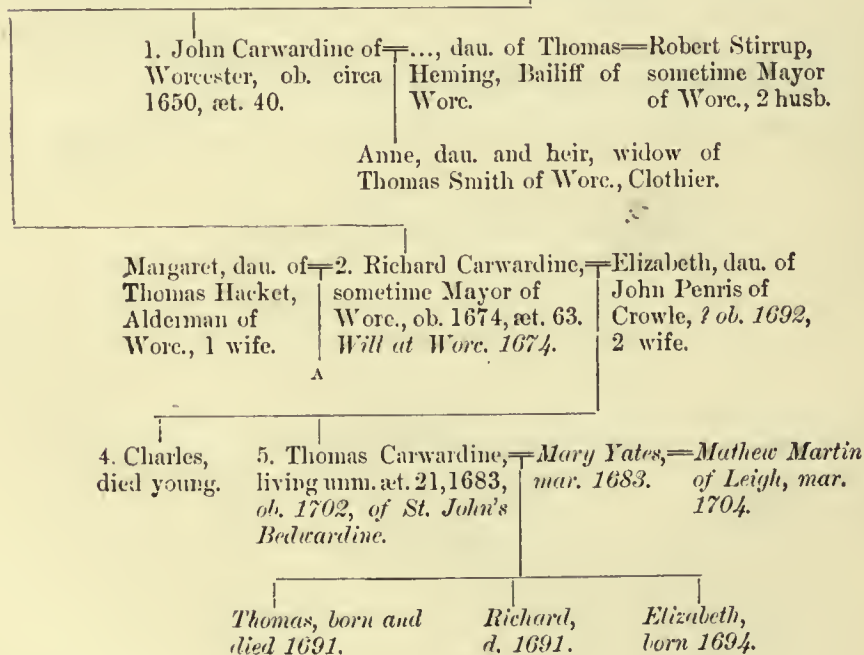 1. John Carwardine of
Worcester, ob. circa
1650, æt. 40.
..., dau. of Thomas
Heming, Bailiff of
Worc.
Robert Stirrup,
sometime Mayor
of Worc., 2 husb.
Anne, dau. and heir, widow of
Thomas Smith of Worc., Clothier.
Margaret, dau. of
Thomas Hacket,
Alderman of
Worc., 1 wife.
2. Richard Carwardine,
sometime Mayor of
Worc., ob. 1674, æt. 63.
Will at Worc. 1674.
Elizabeth, dau. of
John Penris of
Crowle, ? ob. 1692,
2 wife.
A
4. Charles,
died young.
5. Thomas Carwardine,
living unm. æt. 21, 1683,
ob. 1702, of St. John's
Bedwardine.
Mary Yates,
mar. 1683.
Mathew Martin
of Leigh, mar.
1704.
Thomas, born and
died 1691.
Richard,
d. 1691.
Elizabeth,
born 1694.